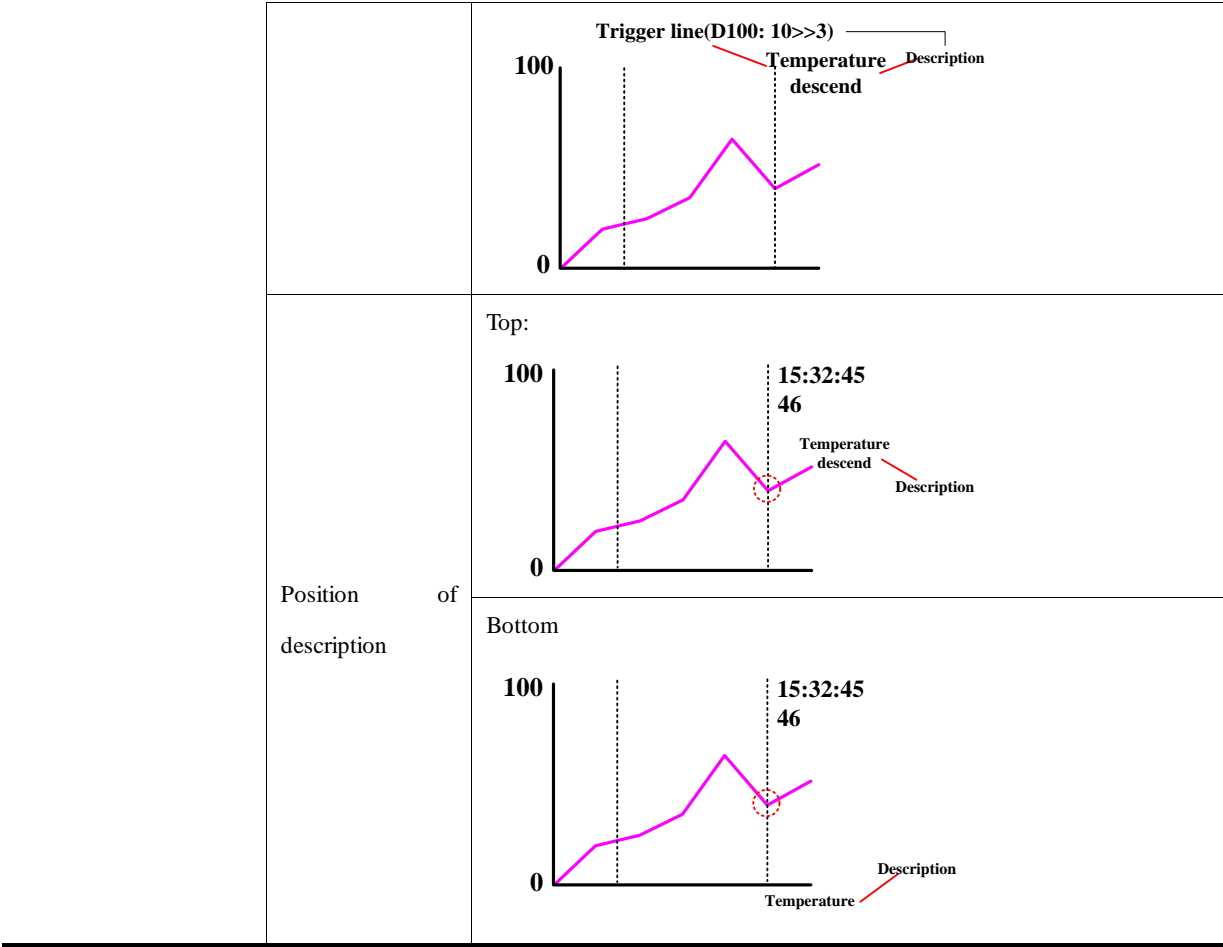 Trigger line(D100: 10>>3)
100
Temperature
descend
Description
0
Position of
description
Top:
100
15:32:45
46
Temperature
descend
Description
0
Bottom
100
15:32:45
46
0
Description
Temperature